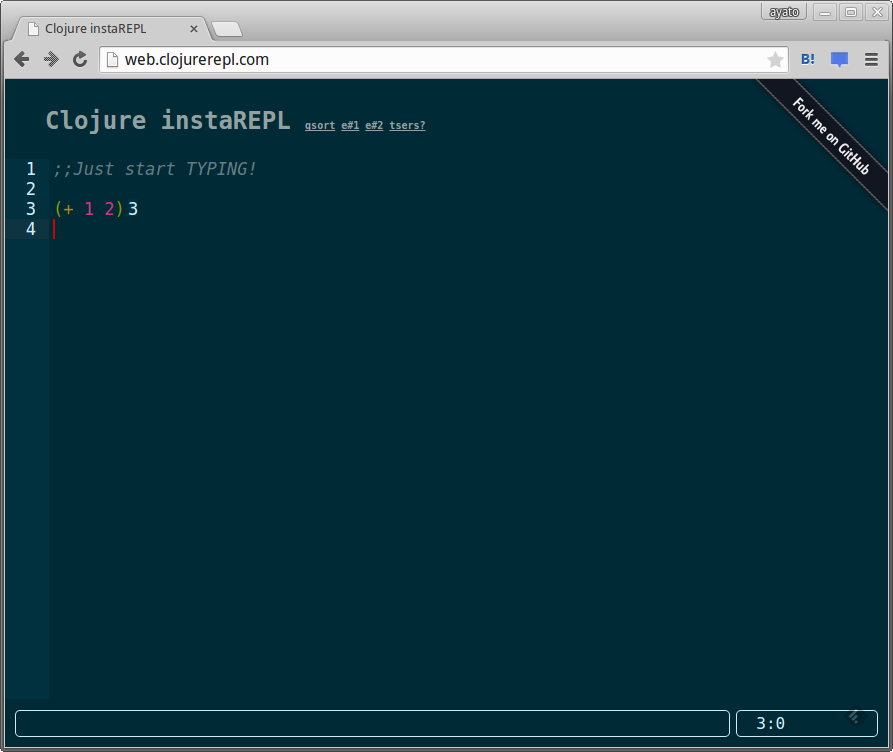 ayato
Clojure instaREPL
web.clojurerepl.com
B!
Clojure instaREPL qsort e#1 e#2 tsers?
Fork me on GitHub
1 ;;Just start TYPING!
2
3 (+ 1 2)3
4
3:0